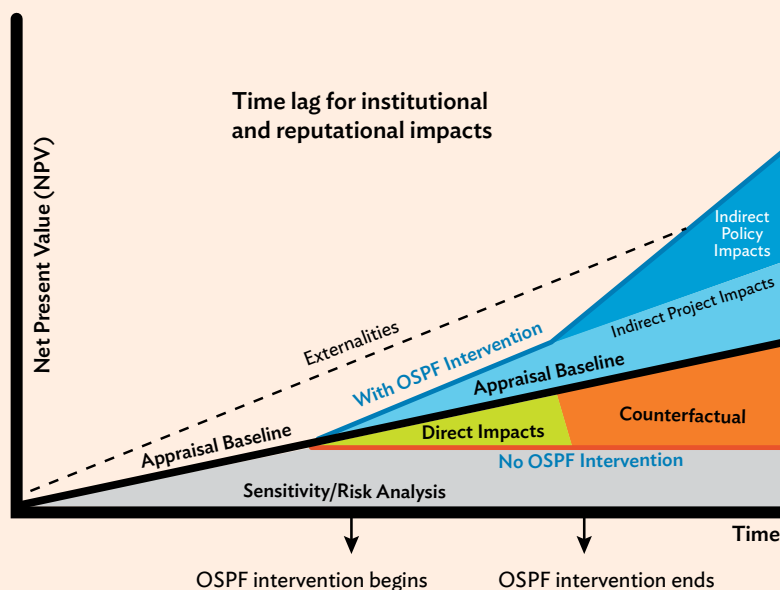 Time lag for institutional
and reputational impacts
Net Present Value (NPV)
Indirect
Policy
Impacts
Indirect Project Impacts
Externalities
With OSPF Intervention
Appraisal Baseline
Appraisal Baseline
Direct Impacts
Counterfactual
No OSPF Intervention
Sensitivity/Risk Analysis
Time
OSPF intervention begins
OSPF intervention ends